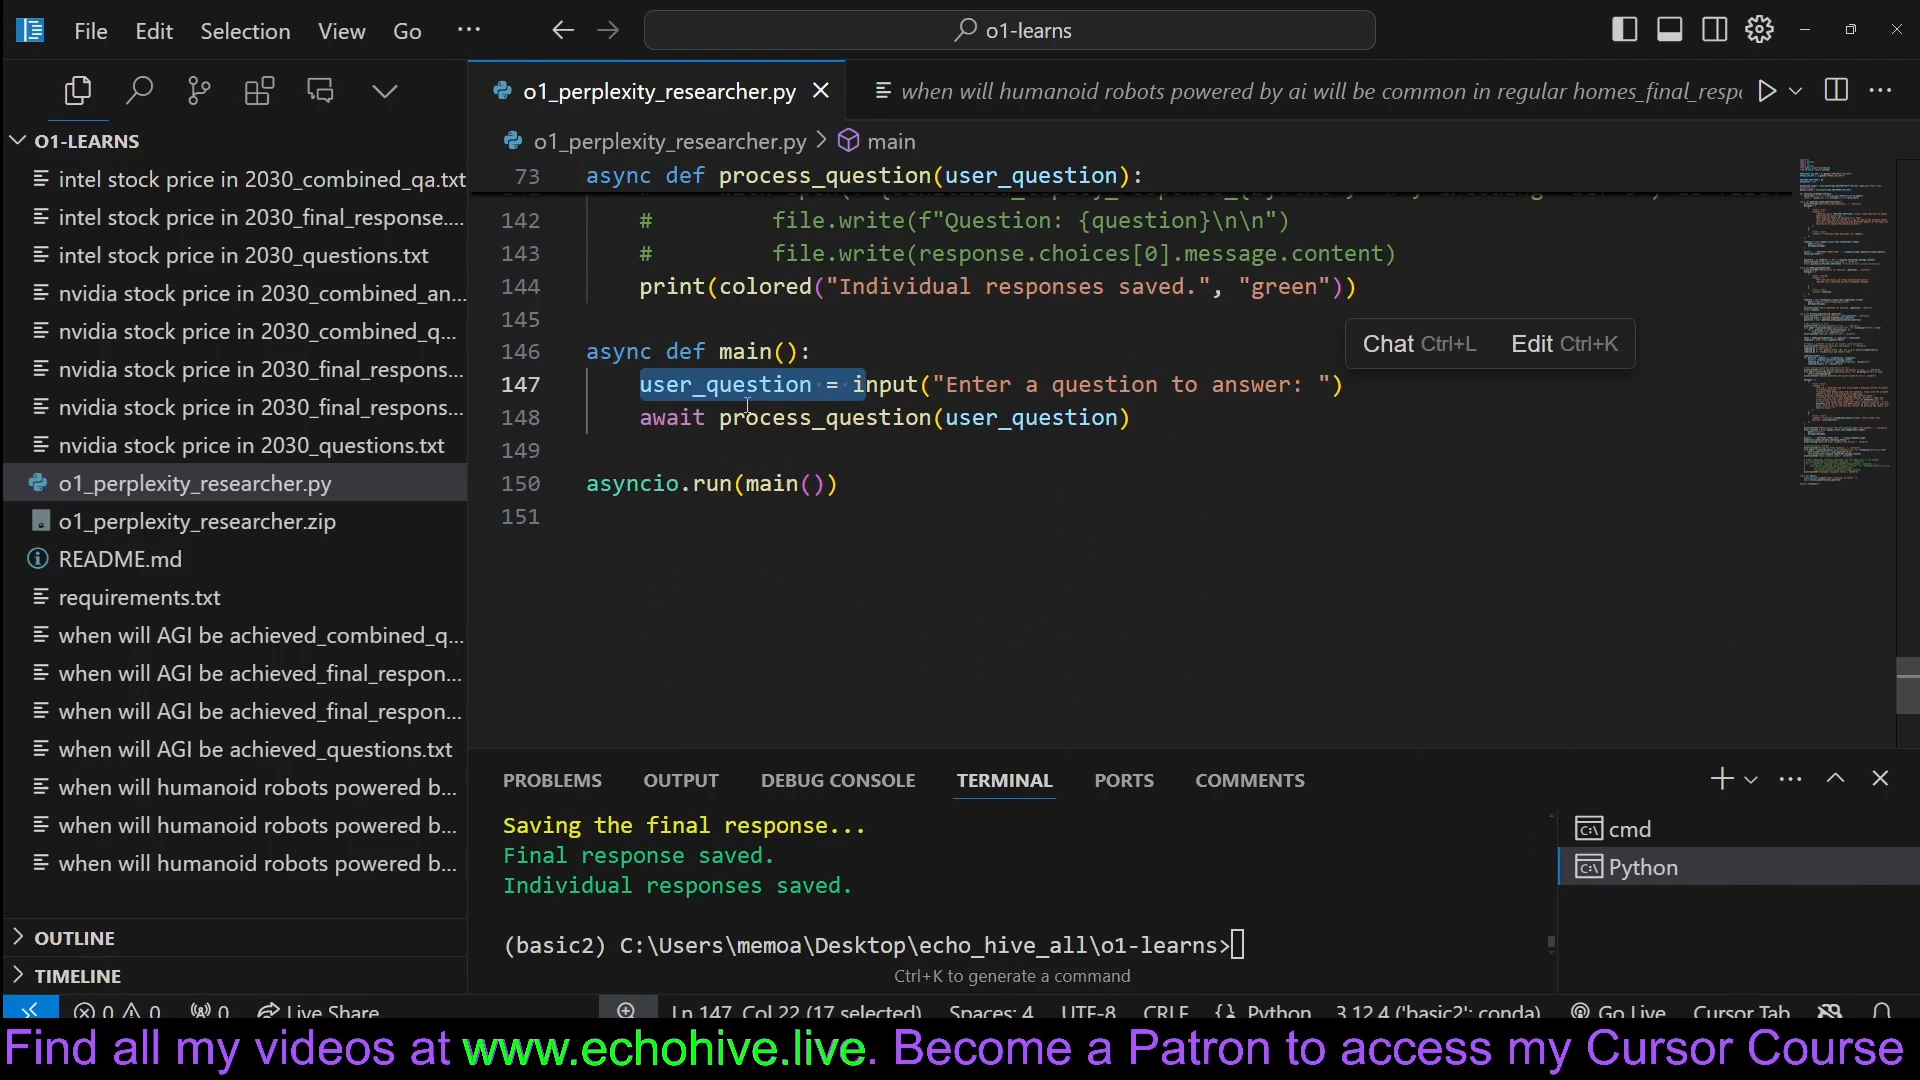 File Edit Selection View Go ··· o1-learns
o1_perplexity_researcher.py when will humanoid robots powered by ai will be common in regular homes_final_resp
O1-LEARNS
o1_perplexity_researcher.py > main
intel stock price in 2030_combined_qa.txt
intel stock price in 2030_final_response....
intel stock price in 2030_questions.txt
nvidia stock price in 2030_combined_an...
nvidia stock price in 2030_combined_q...
nvidia stock price in 2030_final_respons...
nvidia stock price in 2030_final_respons...
nvidia stock price in 2030_questions.txt
o1_perplexity_researcher.py
o1_perplexity_researcher.zip
README.md
requirements.txt
when will AGI be achieved_combined_q...
when will AGI be achieved_final_respon...
when will AGI be achieved_final_respon...
when will AGI be achieved_questions.txt
when will humanoid robots powered b...
when will humanoid robots powered b...
when will humanoid robots powered b...
OUTLINE
TIMELINE
73 async def process_question(user_question):
142 # file.write(f"Question: {question}\n\n")
143 # file.write(response.choices[0].message.content)
144 print(colored("Individual responses saved.", "green"))
145
146 async def main():
Chat Ctrl+L Edit Ctrl+K
147 user_question = input("Enter a question to answer: ")
148 await process_question(user_question)
149
150 asyncio.run(main())
151
PROBLEMS OUTPUT DEBUG CONSOLE TERMINAL PORTS COMMENTS
Saving the final response...
Final response saved.
Individual responses saved.
(basic2) C:\Users\memoa\Desktop\echo_hive_all\o1-learns>
Ctrl+K to generate a command
cmd
Python
0 0 0 Live Share Ln 147, Col 22 (17 selected) Spaces: 4 UTF-8 CRLF Python 3.12.4 ('basic2': conda) Go Live Cursor Tab
Find all my videos at www.echohive.live. Become a Patron to access my Cursor Course